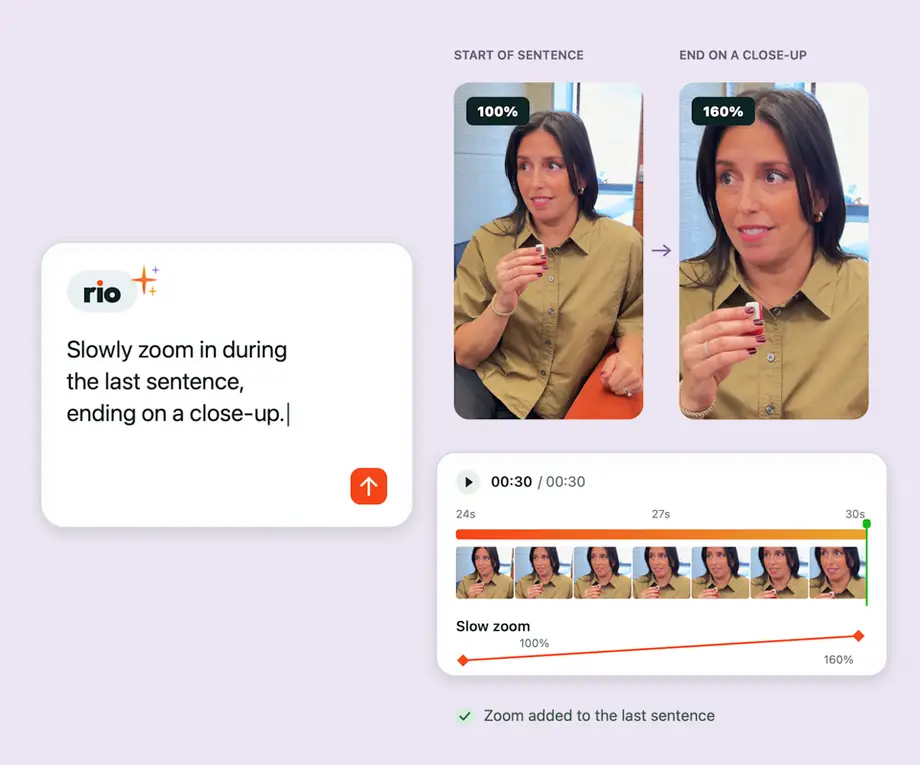 rio
Slowly zoom in during
the last sentence,
ending on a close-up.
START OF SENTENCE
END ON A CLOSE-UP
100%
160%
00:30 / 00:30
24s
27s
30s
Slow zoom
100%
160%
Zoom added to the last sentence